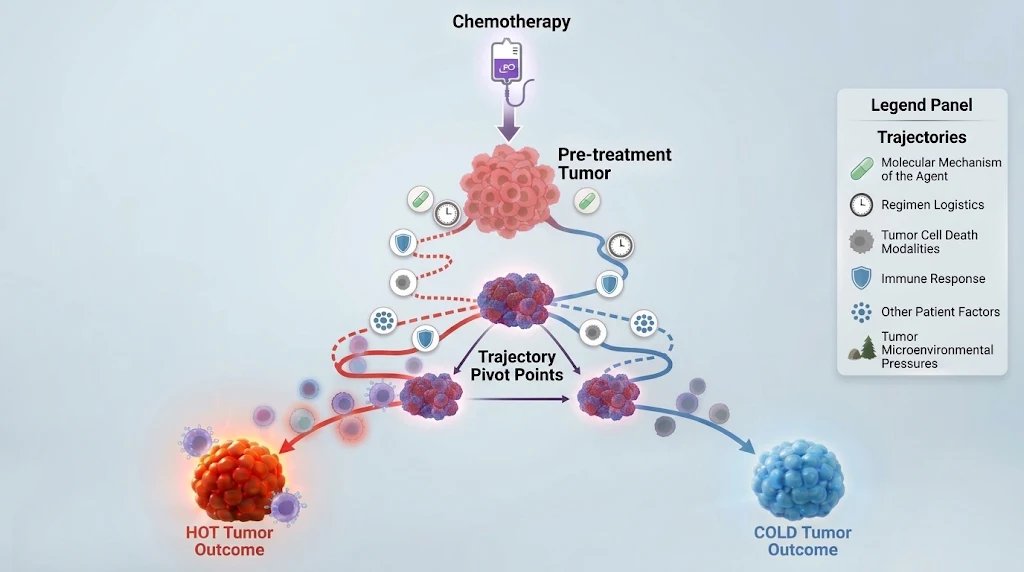 Chemotherapy
Pre-treatment
Tumor
Trajectory
Pivot Points
HOT Tumor
Outcome
COLD Tumor
Outcome
Legend Panel
Trajectories
Molecular Mechanism
of the Agent
Regimen Logistics
Tumor Cell Death
Modalities
Immune Response
Other Patient Factors
Tumor
Microenvironmental
Pressures